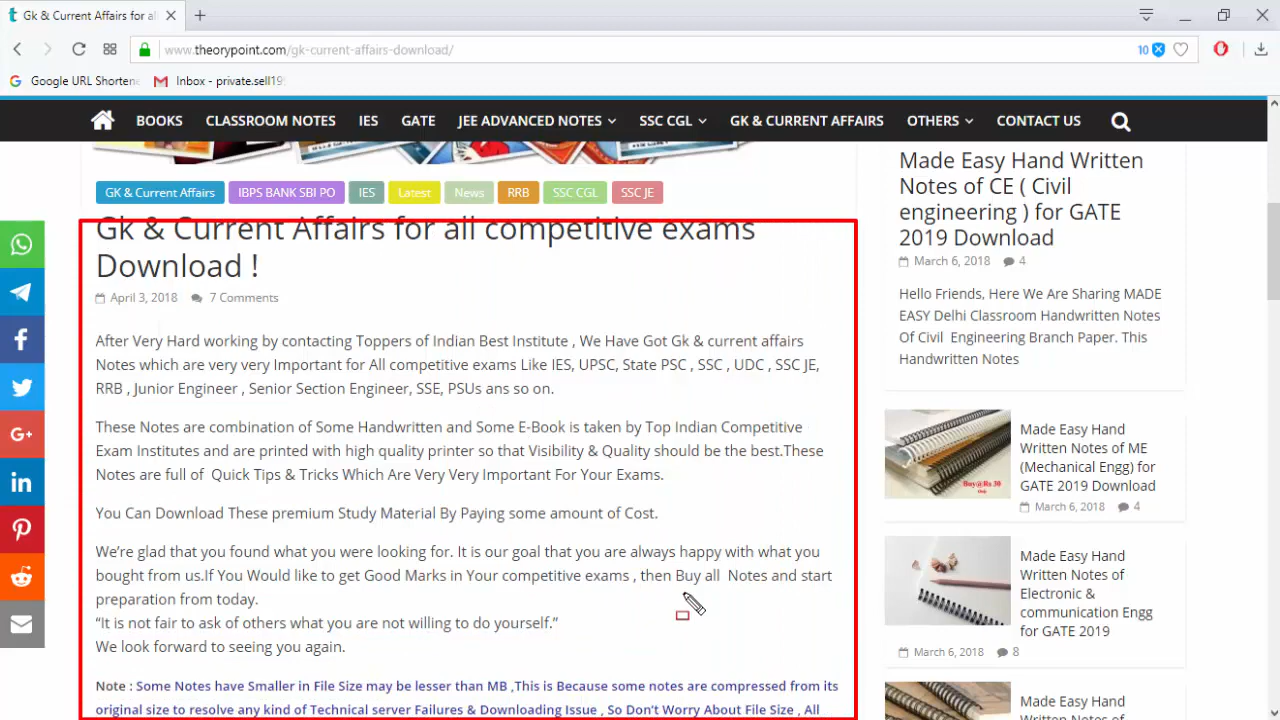 Gk & Current Affairs for al
www.theorypoint.com/gk-current-affairs-download/
10
Google URL Shortene
Inbox - private.sell19
BOOKS
CLASSROOM NOTES
IES
GATE
JEE ADVANCED NOTES
SSC CGL
GK & CURRENT AFFAIRS
OTHERS
CONTACT US
GK & Current Affairs
IBPS BANK SBI PO
IES
Latest
News
RRB
SSC CGL
SSC JE
Gk & Current Affairs for all competitive exams
Download !
April 3, 2018
7 Comments
After Very Hard working by contacting Toppers of Indian Best Institute , We Have Got Gk & current affairs
Notes which are very very Important for All competitive exams Like IES, UPSC, State PSC , SSC , UDC , SSC JE,
RRB , Junior Engineer , Senior Section Engineer, SSE, PSUs ans so on.
These Notes are combination of Some Handwritten and Some E-Book is taken by Top Indian Competitive
Exam Institutes and are printed with high quality printer so that Visibility & Quality should be the best.These
Notes are full of Quick Tips & Tricks Which Are Very Very Important For Your Exams.
You Can Download These premium Study Material By Paying some amount of Cost.
We’re glad that you found what you were looking for. It is our goal that you are always happy with what you
bought from us.If You Would like to get Good Marks in Your competitive exams , then Buy all Notes and start
preparation from today.
“It is not fair to ask of others what you are not willing to do yourself.”
We look forward to seeing you again.
Note : Some Notes have Smaller in File Size may be lesser than MB ,This is Because some notes are compressed from its
original size to resolve any kind of Technical server Failures & Downloading Issue , So Don’t Worry About File Size , All
Made Easy Hand Written
Notes of CE ( Civil
engineering ) for GATE
2019 Download
March 6, 2018
4
Hello Friends, Here We Are Sharing MADE
EASY Delhi Classroom Handwritten Notes
Of Civil Engineering Branch Paper. This
Handwritten Notes
Buy@Rs 30
Made Easy Hand
Written Notes of ME
(Mechanical Engg) for
GATE 2019 Download
March 6, 2018
4
Made Easy Hand
Written Notes of
Electronic &
communication Engg
for GATE 2019
March 6, 2018
8
Made Easy Hand
Written Notes of